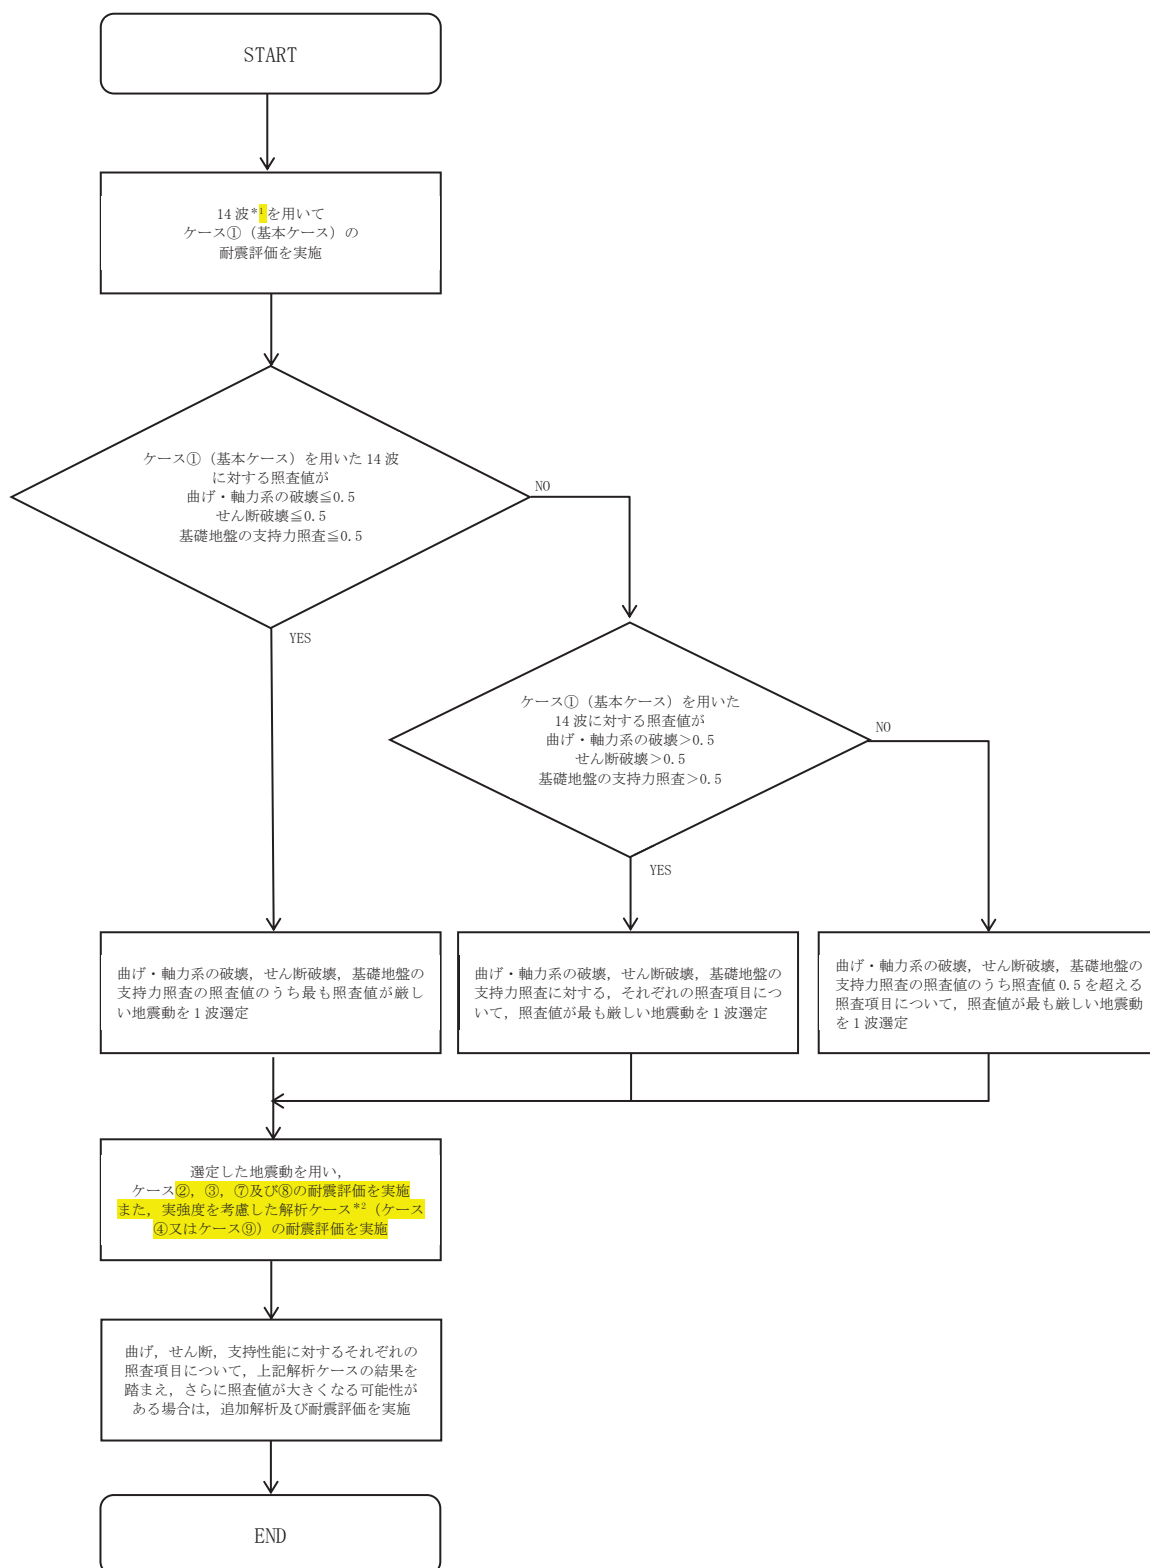 START
14 波*1を用いて
ケース①（基本ケース）の
耐震評価を実施
ケース①（基本ケース）を用いた 14 波
に対する照査値が
曲げ・軸力系の破壊≦0.5
せん断破壊≦0.5
基礎地盤の支持力照査≦0.5
NO
YES
ケース①（基本ケース）を用いた
14 波に対する照査値が
曲げ・軸力系の破壊＞0.5
せん断破壊＞0.5
基礎地盤の支持力照査＞0.5
NO
YES
曲げ・軸力系の破壊，せん断破壊，基礎地盤の
支持力照査の照査値のうち最も照査値が厳し
い地震動を 1 波選定
曲げ・軸力系の破壊，せん断破壊，基礎地盤の
支持力照査に対する，それぞれの照査項目につ
いて，照査値が最も厳しい地震動を 1 波選定
曲げ・軸力系の破壊，せん断破壊，基礎地盤の
支持力照査の照査値のうち照査値 0.5 を超える
照査項目について，照査値が最も厳しい地震動
を 1 波選定
選定した地震動を用い，
ケース②，③，⑦及び⑧の耐震評価を実施
また，実強度を考慮した解析ケース*2（ケース
④又はケース⑨）の耐震評価を実施
曲げ，せん断，支持性能に対するそれぞれの
照査項目について，上記解析ケースの結果を
踏まえ，さらに照査値が大きくなる可能性が
ある場合は，追加解析及び耐震評価を実施
END